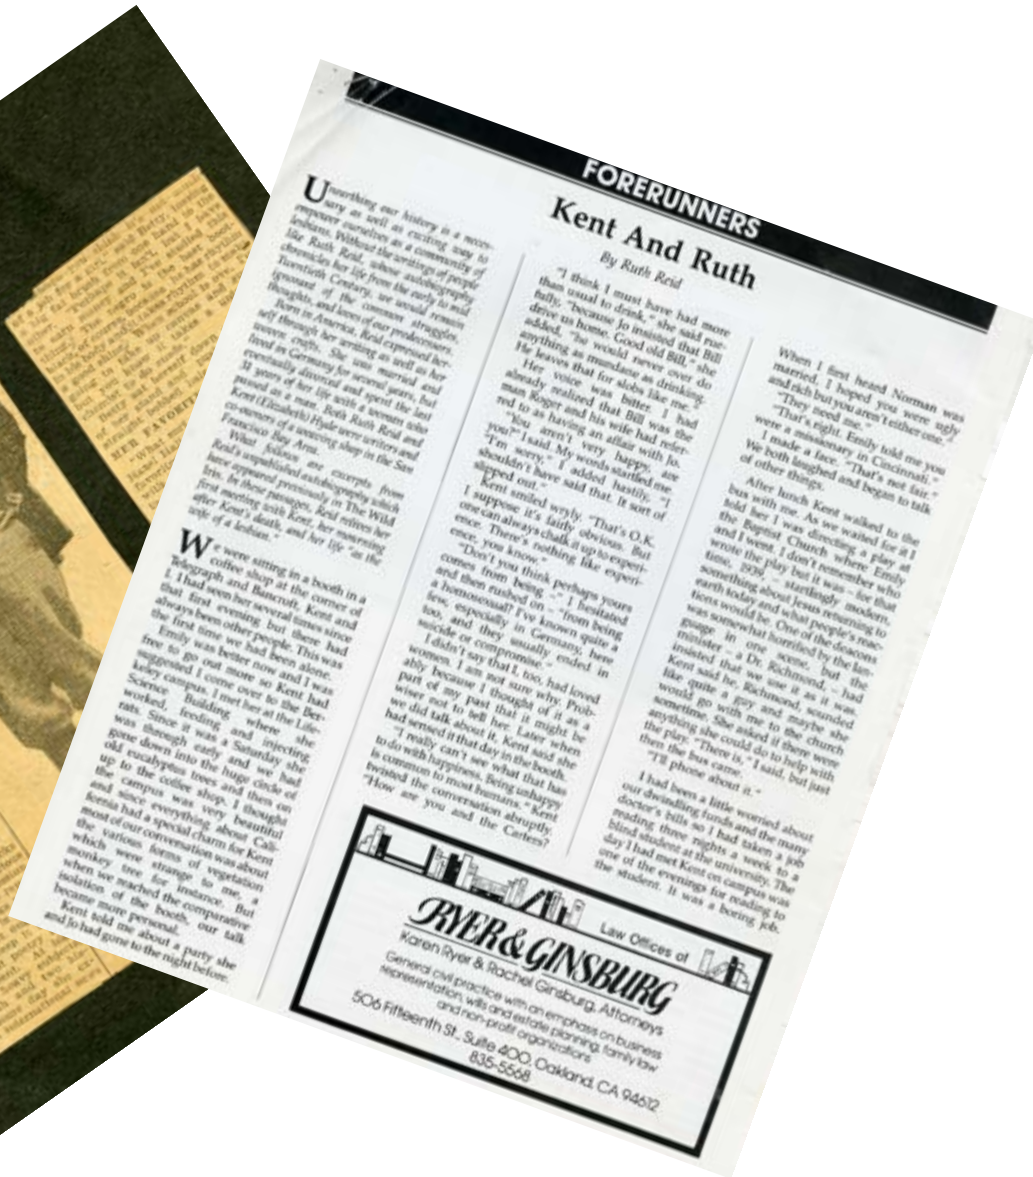 FORERUNNERS
Kent And Ruth
By Ruth Reid
Unearthing our history is a neces-
sary as well as exciting way to
empower ourselves as a community of
lesbians. Without the writings of people
like Ruth Reid, whose autobiography
chronicles her life from the early to mid
Twentieth Century, we would remain
ignorant of the common struggles,
thoughts, and loves of our predecessors.
Born in America, Reid expressed her-
self through her writing as well as her
woven crafts. She was married and
lived in Germany for several years, but
eventually divorced and spent the last
31 years of her life with a woman who
passed as a man. Both Ruth Reid and
Kent (Elizabeth) Hyde were writers and
co-owners of a weaving shop in the San
Francisco Bay Area.
What follows are excerpts from
Reid's unpublished autobiography which
have appeared previously in The Wild
Iris. In these passages, Reid relives her
first meeting with Kent, her mourning
after Kent's death, and her life "as the
wife of a lesbian."
We were sitting in a booth in a
coffee shop at the corner of
Telegraph and Bancroft, Kent and
I. I had seen her several times since
that first evening but there had
always been other people. This was
the first time we had been alone.
Emily was better now and I was
free to go out more so Kent had
suggested I come over to the Ber-
keley campus. I met her at the Life
Science Building where she
worked, feeding and injecting
rats. Since it was a Saturday she
was through early and we had
gone down into the huge circle of
old eucalyptus trees and then on
up to the coffee shop. I thought
the campus was very beautiful
and since everything about Cali-
fornia had a special charm for Kent
most of our conversation was about
the various forms of vegetation
which were strange to me, a
monkey tree for instance. But
when we reached the comparative
isolation of the booth, our talk
became more personal.
Kent told me about a party she
and Jo had gone to the night before.
"I think I must have had more
than usual to drink," she said rue-
fully, "because Jo insisted that Bill
drive us home. Good old Bill," she
added, "he would never ever do
anything as mundane as drinking.
He leaves that for slobs like me."
Her voice was bitter. I had
already realized that Bill was the
man Roger and his wife had refer-
red to as having an affair with Jo.
"You aren't very happy, are
you?" I said. My words startled me.
"I'm sorry," I added hastily, "I
shouldn't have said that. It sort of
slipped out."
Kent smiled wryly. "That's O.K.
I suppose it's fairly obvious. But
one can always chalk it up to experi-
ence. There's nothing like experi-
ence, you know."
"Don't you think perhaps yours
comes from being –" I hesitated
and then rushed on – "from being
a homosexual? I've known quite a
few, especially in Germany, here
too, and they usually ended in
suicide or compromise."
I didn't say that I, too, had loved
women. I am not sure why. Prob-
ably because I thought of it as a
part of my past that it might be
wiser not to tell her. Later when
we did talk about it, Kent said she
had sensed it that day in the booth.
"I really can't see what that has
to do with happiness. Being unhappy
is common to most humans." Kent
twisted the conversation abruptly.
"How are you and the Carters?
When I first heard Norman was
married, I hoped you were ugly
and rich but you aren't either one."
"They need me."
"That's right. Emily told me you
were a missionary in Cincinnati."
I made a face. "That's not fair."
We both laughed and began to talk
of other things.
After lunch Kent walked to the
bus with me. As we waited for it I
told her I was directing a play at
the Baptist Church where Emily
and I went. I don't remember who
wrote the play but it was – for that
time, 1939, – startlingly modern,
something about Jesus returning to
earth today and what people's reac-
tions would be. One of the deacons
was somewhat horrified by the lan-
guage in one scene, but the
minister – a Dr. Richmond, – had
insisted that we use it as it was.
Kent said he, Richmond, sounded
like quite a guy and maybe she
would go with me to the church
sometime. She asked if there were
anything she could do to help with
the play. "There is," I said, but just
then the bus came.
"I'll phone about it."
I had been a little worried about
our dwindling funds and the many
doctor's bills so I had taken a job
reading three nights a week to a
blind student at the university. The
day I had met Kent on campus was
one of the evenings for reading to
the student. It was a boring job.
Law Offices of
RYER & GINSBURG
Karen Ryer & Rachel Ginsburg, Attorneys
General civil practice with an emphasis on business
representation, wills and estate planning, family law
and non-profit organizations
506 Fifteenth St., Suite 400, Oakland, CA 94612
835-5568